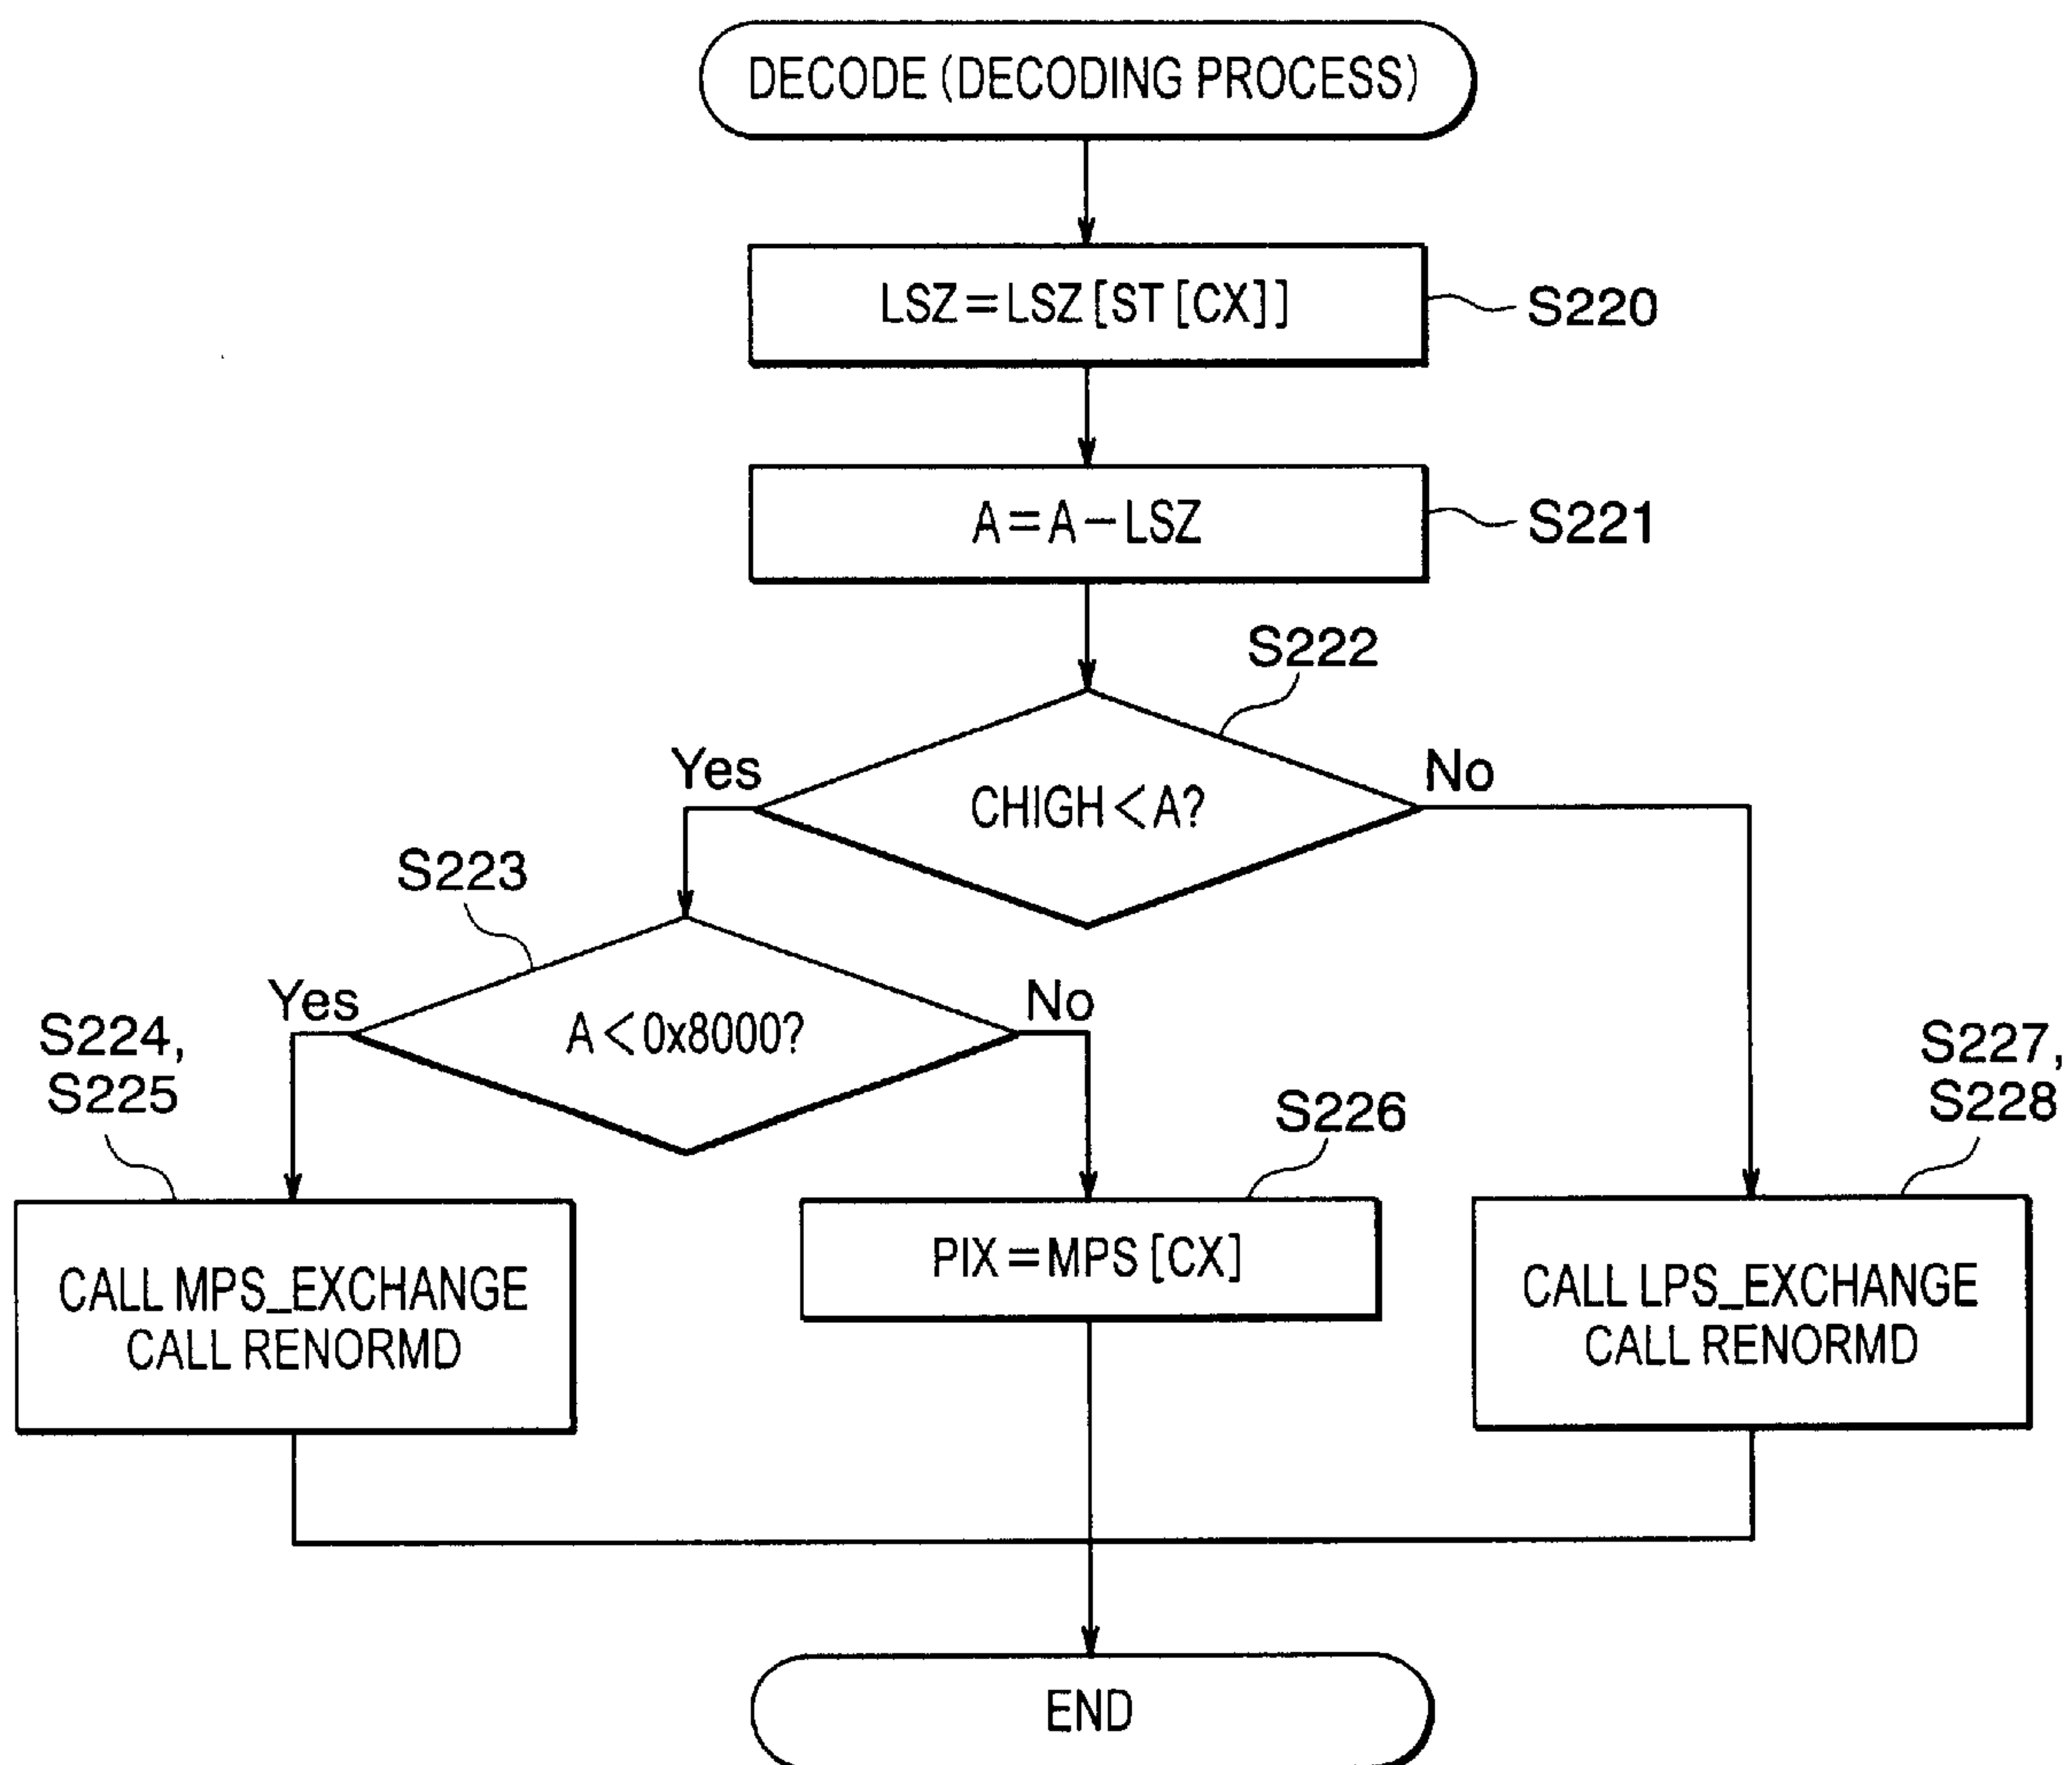 DECODE (DECODING PROCESS)
LSZ=LSZ[ST[CX]]
S220
A=A-LSZ
S221
S222
Yes
CHIGH<A?
No
S223
Yes
A<0x8000?
No
S224,
S225
S226
S227,
S228
CALL MPS_EXCHANGE
CALL RENORMD
PIX=MPS[CX]
CALL LPS_EXCHANGE
CALL RENORMD
END